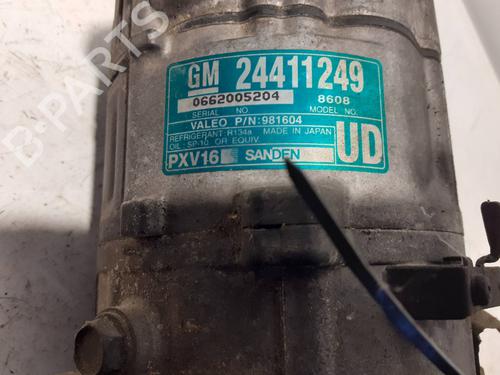 GM 24411249
0662005204 8608
SERIAL NO. MODEL NO.
VALEO P/N:981604
REFRIGERANT R134a MADE IN JAPAN
OIL: SP-10 OR EQUIV.
PXV16 SANDEN UD
B PARTS